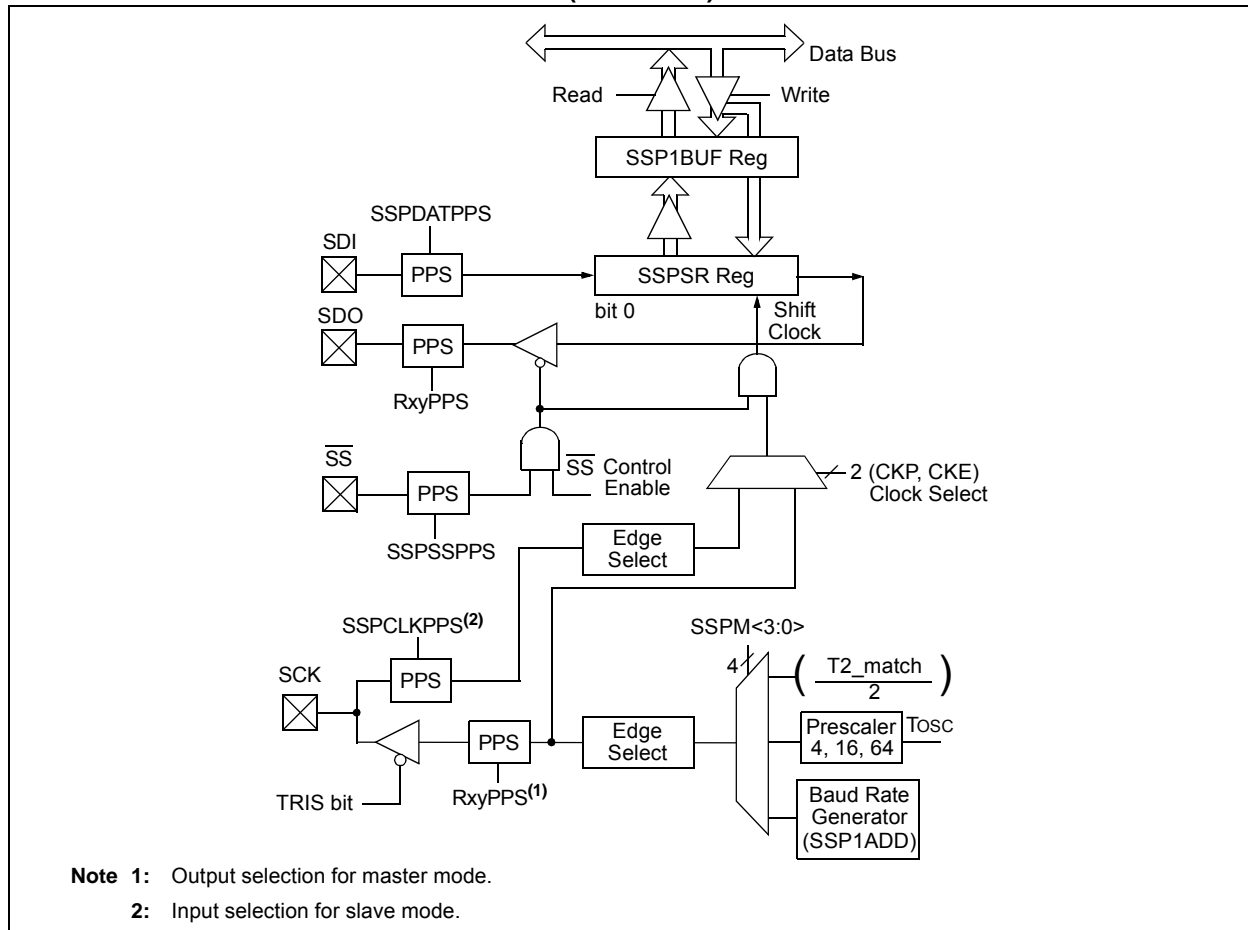 Data Bus
Read
Write
SSP1BUF Reg
SSPDATPPS
SDI
PPS
SSPSR Reg
bit 0
Shift
Clock
SDO
PPS
RxyPPS
SS
PPS
SSPSSPPS
SS Control
Enable
2 (CKP, CKE)
Clock Select
Edge
Select
SSPCLKPPS(2)
SCK
PPS
SSPM<3:0>
4
( T2_match
2 )
Prescaler
4, 16, 64
TOSC
Edge
Select
PPS
RxyPPS(1)
TRIS bit
Baud Rate
Generator
(SSP1ADD)
Note 1: Output selection for master mode.
2: Input selection for slave mode.